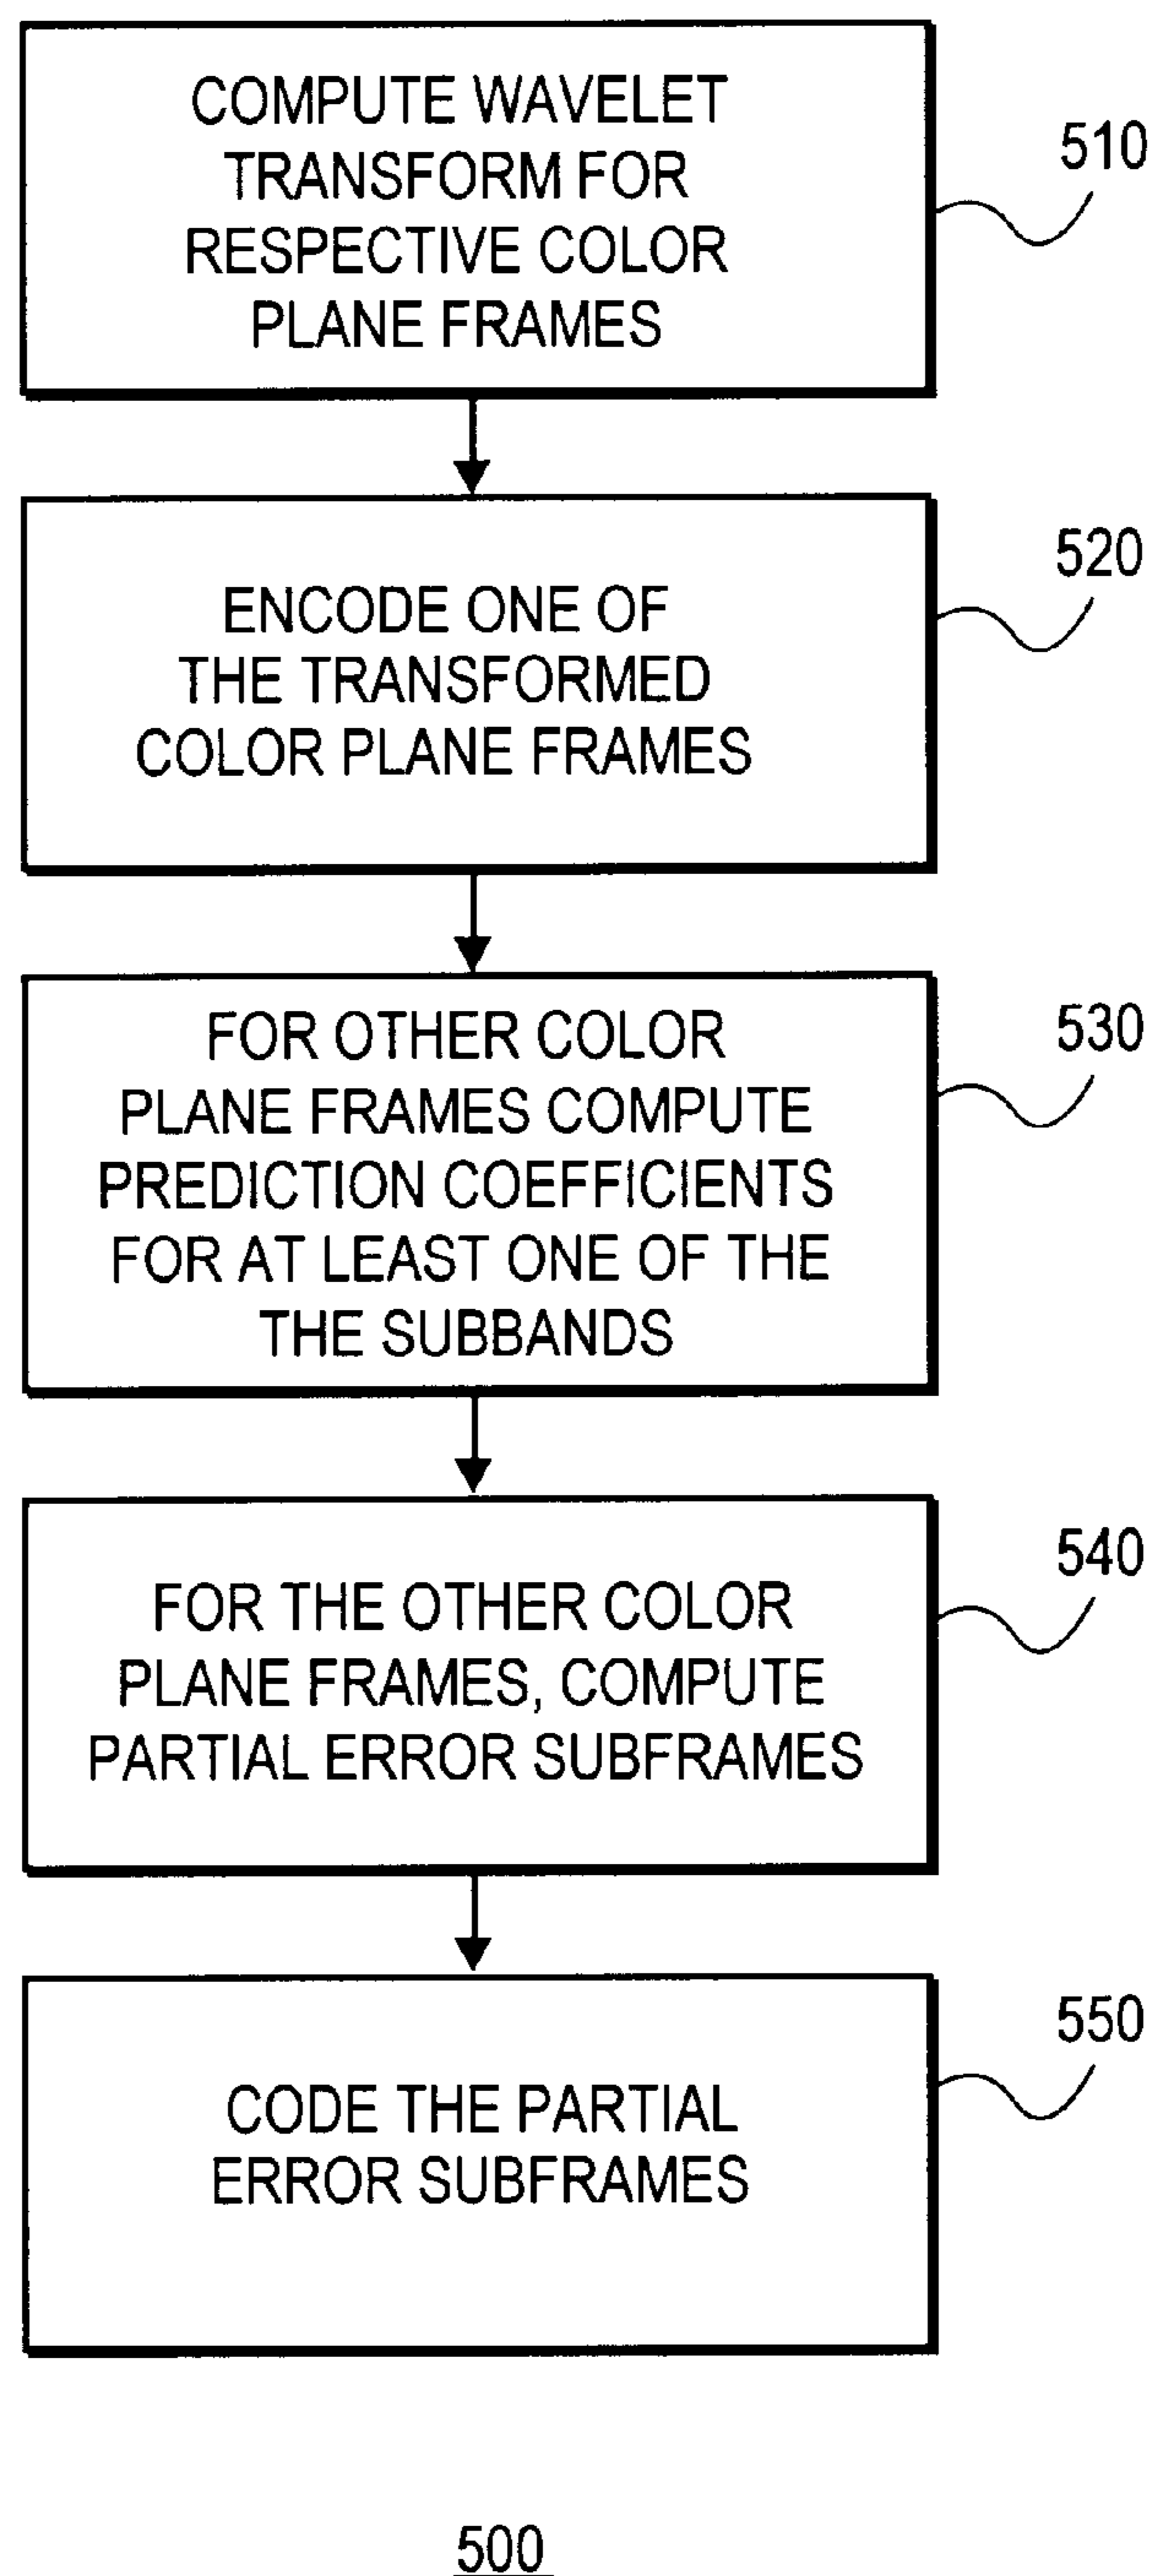 COMPUTE WAVELET
TRANSFORM FOR
RESPECTIVE COLOR
PLANE FRAMES
510
ENCODE ONE OF
THE TRANSFORMED
COLOR PLANE FRAMES
520
FOR OTHER COLOR
PLANE FRAMES COMPUTE
PREDICTION COEFFICIENTS
FOR AT LEAST ONE OF THE
THE SUBBANDS
530
FOR THE OTHER COLOR
PLANE FRAMES, COMPUTE
PARTIAL ERROR SUBFRAMES
540
CODE THE PARTIAL
ERROR SUBFRAMES
550
500